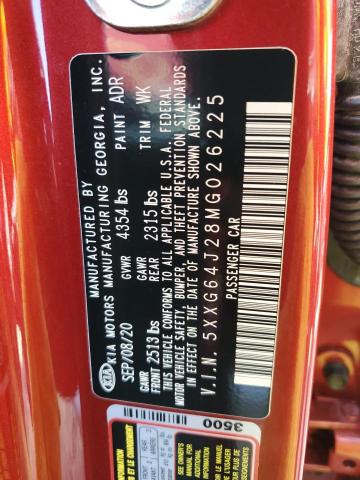 MANUFACTURED BY
KIA KIA MOTORS MANUFACTURING GEORGIA, INC.
SEP/08/20 GVWR 4354 lbs PAINT ADR
GAWR FRONT 2513 lbs GAWR REAR 2315 lbs TRIM WK
THIS VEHICLE CONFORMS TO ALL APPLICABLE U.S.A. FEDERAL
MOTOR VEHICLE SAFETY, BUMPER, AND THEFT PREVENTION STANDARDS
IN EFFECT ON THE DATE OF MANUFACTURE SHOWN ABOVE.
V.I.N. 5XXG64J28MG026225
PASSENGER CAR
3500